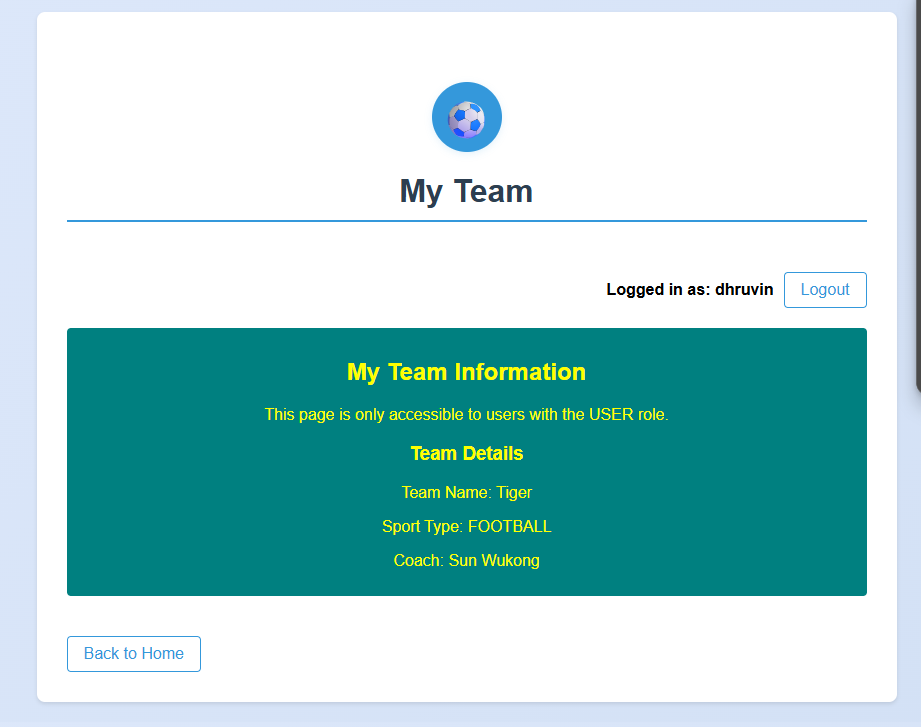 My Team
Logged in as: dhruvin
Logout
My Team Information
This page is only accessible to users with the USER role.
Team Details
Team Name: Tiger
Sport Type: FOOTBALL
Coach: Sun Wukong
Back to Home